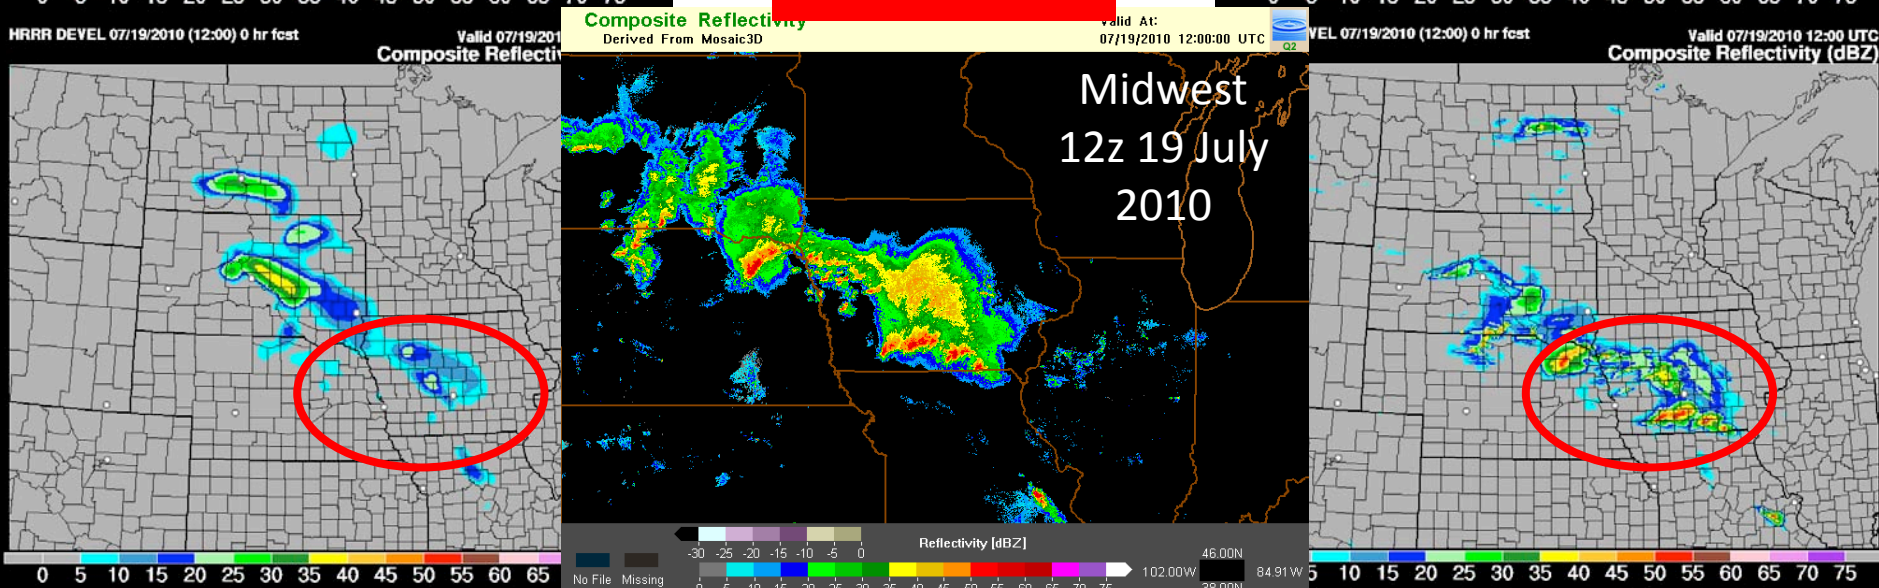 HRRR DEVEL 07/19/2010 (12:00) 0 hr fcst
Valid 07/19/201
Composite Reflectiv
0 5 10 15 20 25 30 35 40 45 50 55 60 65
Composite Reflectivity
Derived From Mosaic3D
Valid At:
07/19/2010 12:00:00 UTC
Q2
Midwest
12z 19 July
2010
-30 -25 -20 -15 -10 -5 0
Reflectivity [dBZ]
No File Missing
46.00N
102.00W 84.91W
38.00N
VEL 07/19/2010 (12:00) 0 hr fcst
Valid 07/19/2010 12:00 UTC
Composite Reflectivity (dBZ)
5 10 15 20 25 30 35 40 45 50 55 60 65 70 75